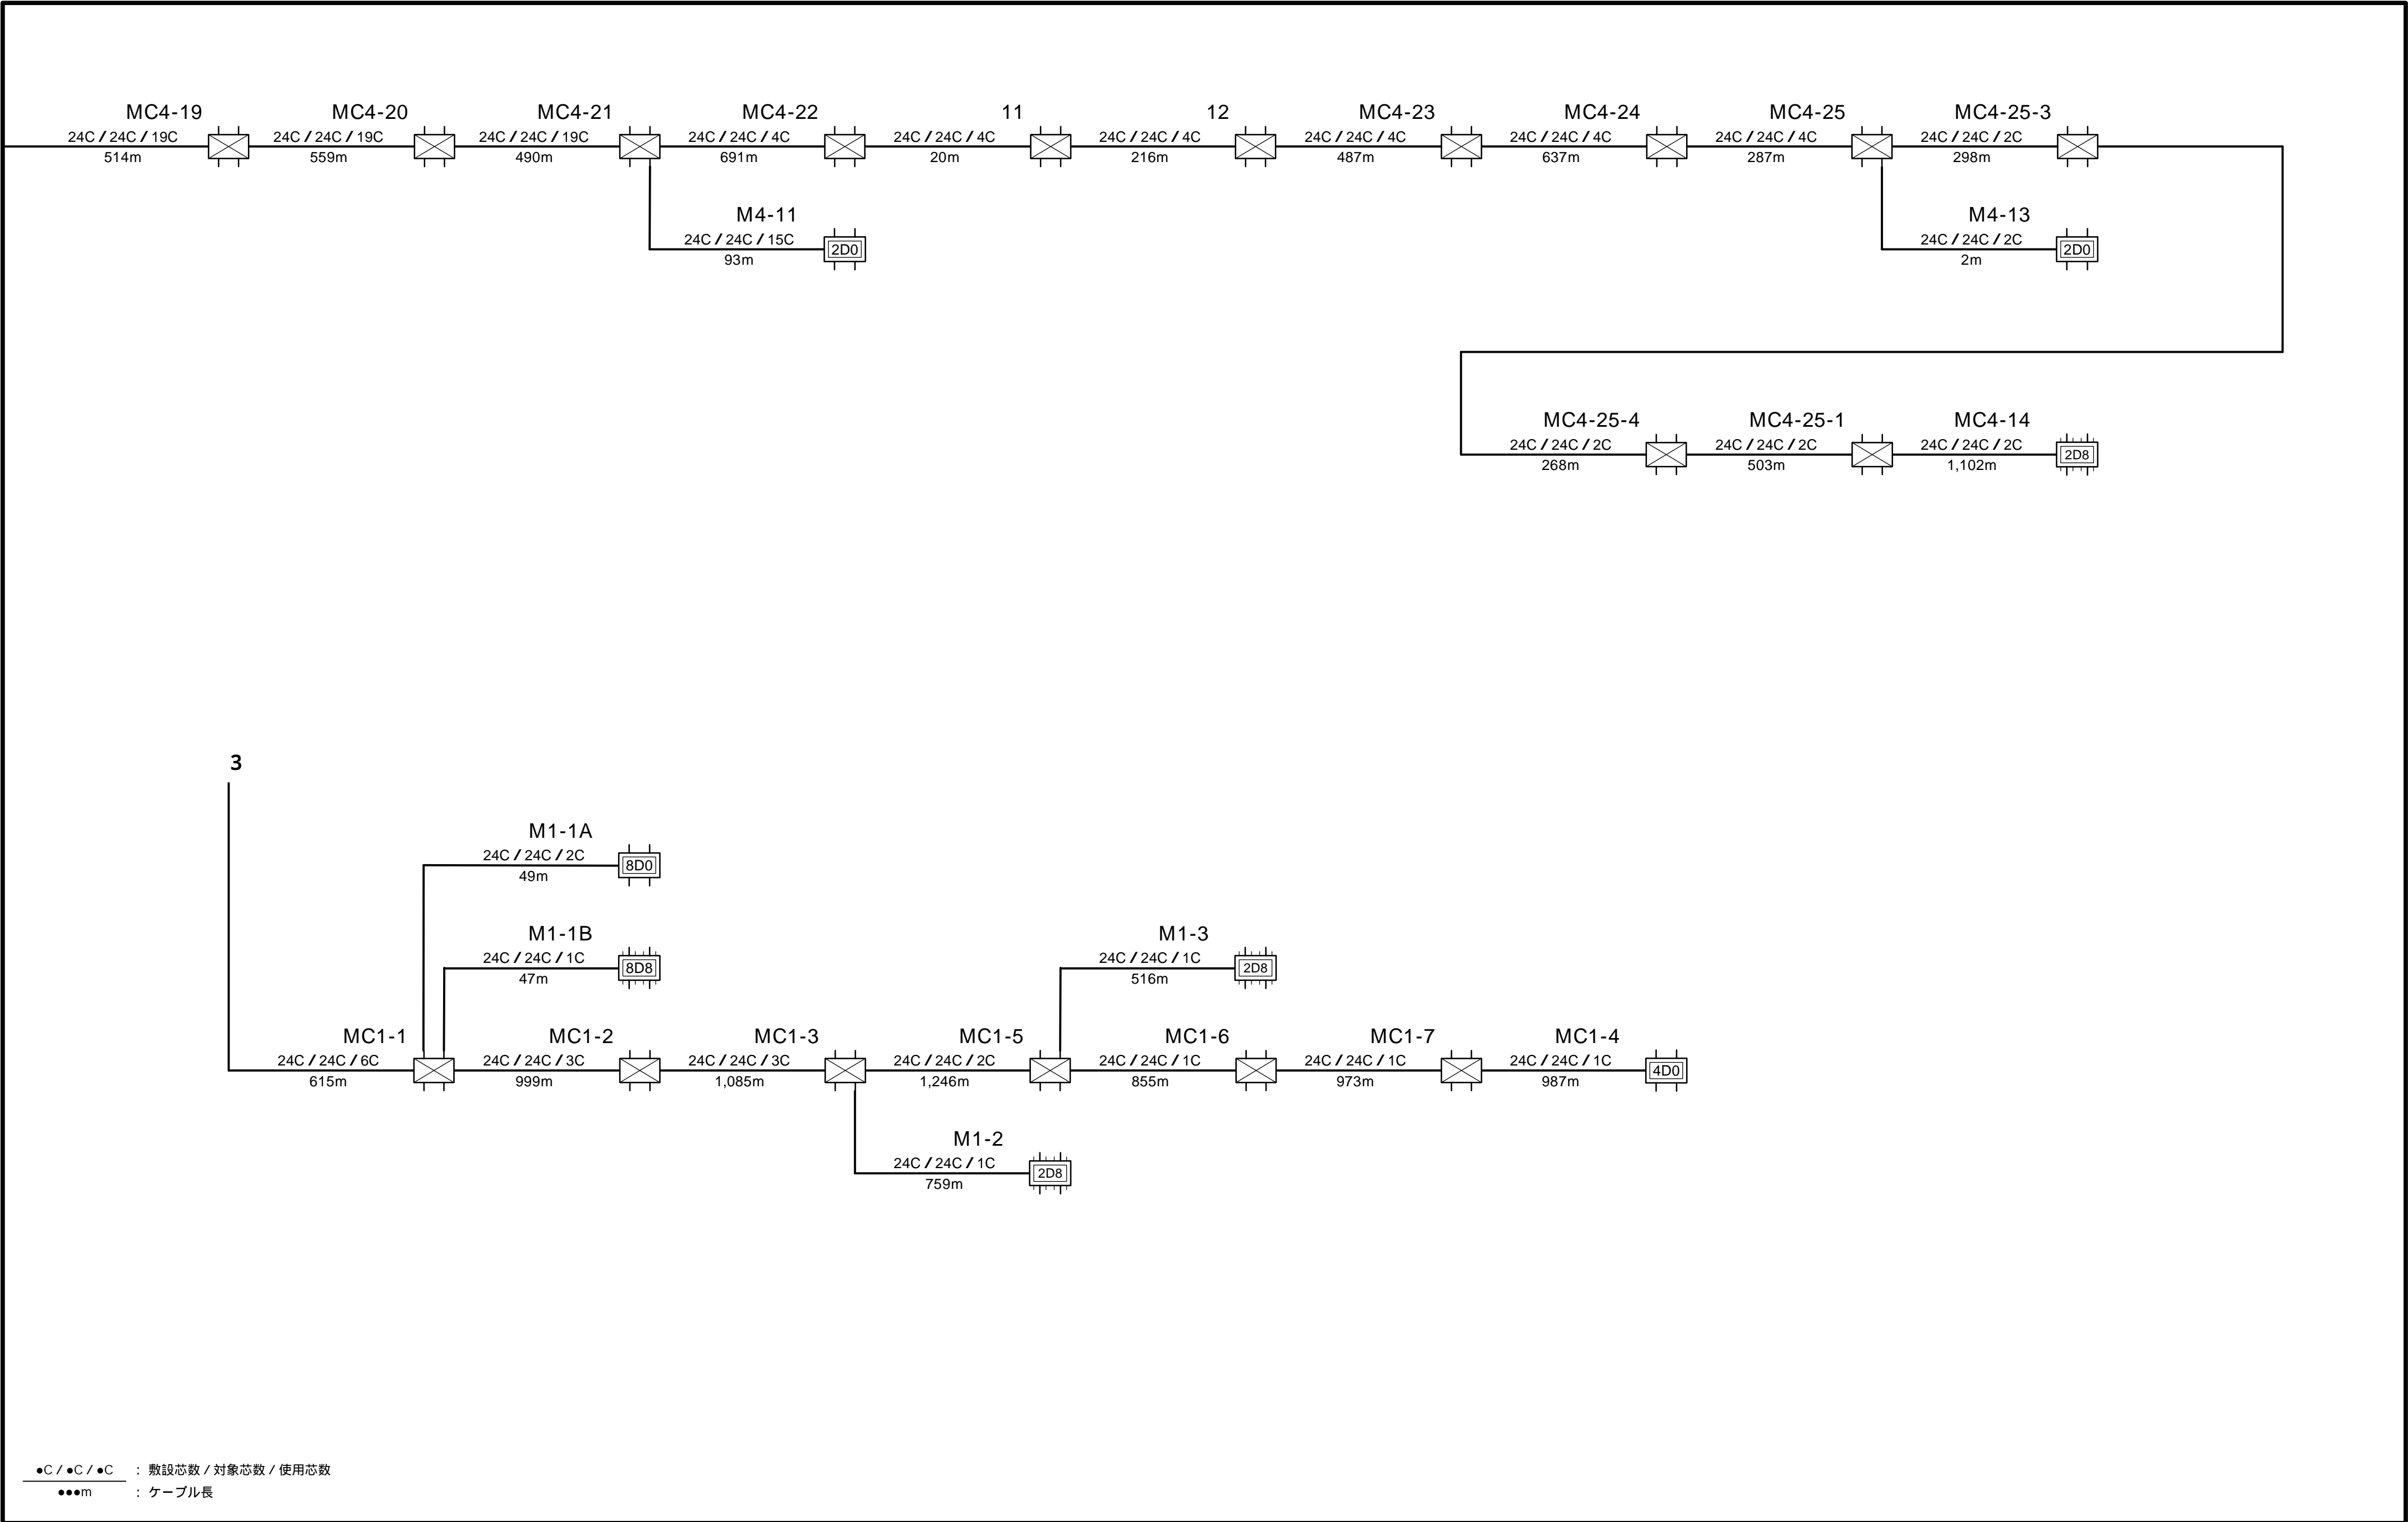 MC4-19 MC4-20 MC4-21 MC4-22 11 12 MC4-23 MC4-24 MC4-25 MC4-25-3
24C / 24C / 19C 24C / 24C / 19C 24C / 24C / 19C 24C / 24C / 4C 24C / 24C / 4C 24C / 24C / 4C 24C / 24C / 4C 24C / 24C / 4C 24C / 24C / 4C 24C / 24C / 2C
514m 559m 490m 691m 20m 216m 487m 637m 287m 298m
M4-11 M4-13
24C / 24C / 15C 2D0 24C / 24C / 2C 2D0
93m 2m
MC4-25-4 MC4-25-1 MC4-14
24C / 24C / 2C 24C / 24C / 2C 24C / 24C / 2C 2D8
268m 503m 1,102m
3
M1-1A
24C / 24C / 2C 8D0
49m
M1-1B M1-3
24C / 24C / 1C 8D8 24C / 24C / 1C 2D8
47m 516m
MC1-1 MC1-2 MC1-3 MC1-5 MC1-6 MC1-7 MC1-4
24C / 24C / 6C 24C / 24C / 3C 24C / 24C / 3C 24C / 24C / 2C 24C / 24C / 1C 24C / 24C / 1C 24C / 24C / 1C 4D0
615m 999m 1,085m 1,246m 855m 973m 987m
M1-2
24C / 24C / 1C 2D8
759m
●C / ●C / ●C : 敷設芯数 / 対象芯数 / 使用芯数
●●●m : ケーブル長